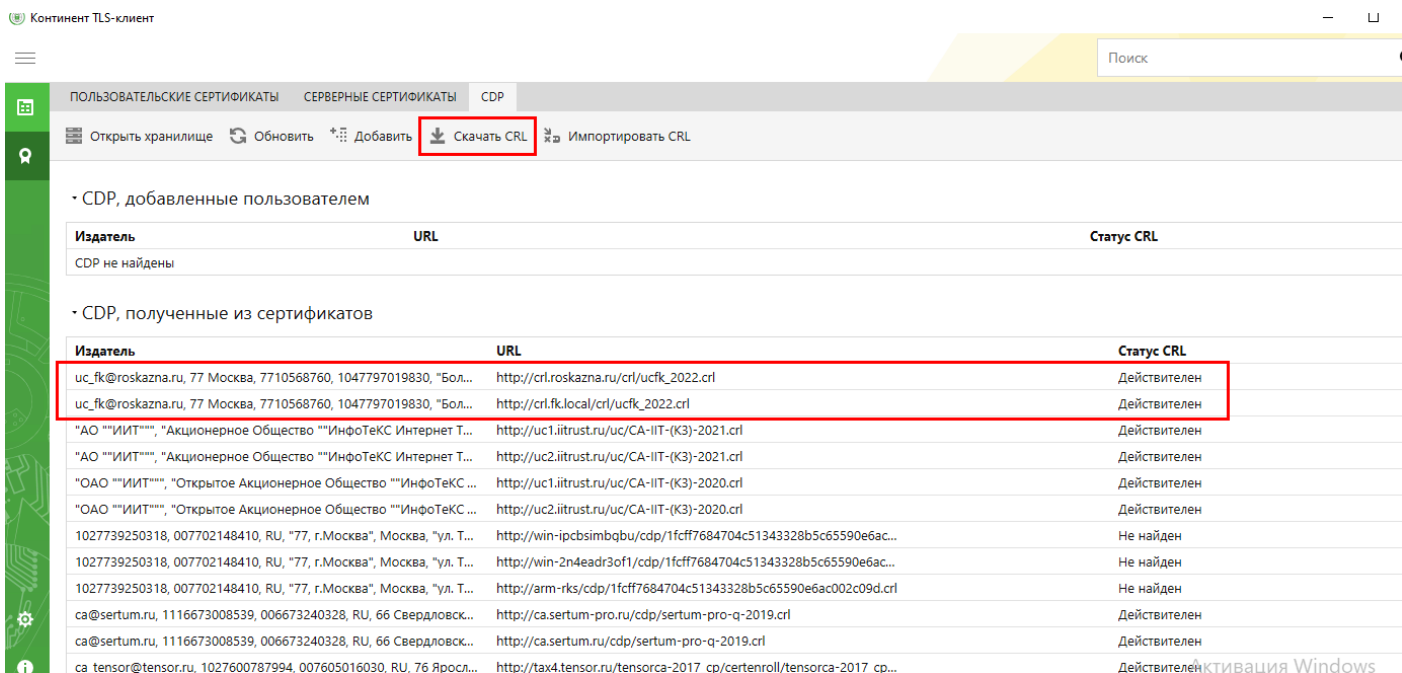 Континент TLS-клиент
Поиск
ПОЛЬЗОВАТЕЛЬСКИЕ СЕРТИФИКАТЫ СЕРВЕРНЫЕ СЕРТИФИКАТЫ CDP
Открыть хранилище Обновить Добавить Скачать CRL Импортировать CRL
CDP, добавленные пользователем
Издатель URL Статус CRL
CDP не найдены
CDP, полученные из сертификатов
Издатель URL Статус CRL
uc_fk@roskazna.ru, 77 Москва, 7710568760, 1047797019830, "Бол... http://crl.roskazna.ru/crl/ucfk_2022.crl Действителен
uc_fk@roskazna.ru, 77 Москва, 7710568760, 1047797019830, "Бол... http://crl.fk.local/crl/ucfk_2022.crl Действителен
"АО ""ИИТ""", "Акционерное Общество ""ИнфоТеКС Интернет Т... http://uc1.iitrust.ru/uc/CA-IIT-(K3)-2021.crl Действителен
"АО ""ИИТ""", "Акционерное Общество ""ИнфоТеКС Интернет Т... http://uc2.iitrust.ru/uc/CA-IIT-(K3)-2021.crl Действителен
"ОАО ""ИИТ""", "Открытое Акционерное Общество ""ИнфоТеКС ... http://uc1.iitrust.ru/uc/CA-IIT-(K3)-2020.crl Действителен
"ОАО ""ИИТ""", "Открытое Акционерное Общество ""ИнфоТеКС ... http://uc2.iitrust.ru/uc/CA-IIT-(K3)-2020.crl Действителен
1027739250318, 007702148410, RU, "77, г.Москва", Москва, "ул. Т... http://win-ipcbsimbqbu/cdp/1fcff7684704c51343328b5c65590e6ac... Не найден
1027739250318, 007702148410, RU, "77, г.Москва", Москва, "ул. Т... http://win-2n4eadr3of1/cdp/1fcff7684704c51343328b5c65590e6ac... Не найден
1027739250318, 007702148410, RU, "77, г.Москва", Москва, "ул. Т... http://arm-rks/cdp/1fcff7684704c51343328b5c65590e6ac002c09d.crl Не найден
ca@sertum.ru, 1116673008539, 006673240328, RU, 66 Свердловск... http://ca.sertum-pro.ru/cdp/sertum-pro-q-2019.crl Действителен
ca@sertum.ru, 1116673008539, 006673240328, RU, 66 Свердловск... http://ca.sertum.ru/cdp/sertum-pro-q-2019.crl Действителен
ca_tensor@tensor.ru, 1027600787994, 007605016030, RU, 76 Яросл... http://tax4.tensor.ru/tensorca-2017_cp/certenroll/tensorca-2017_cp... Действителен
Активация Windows